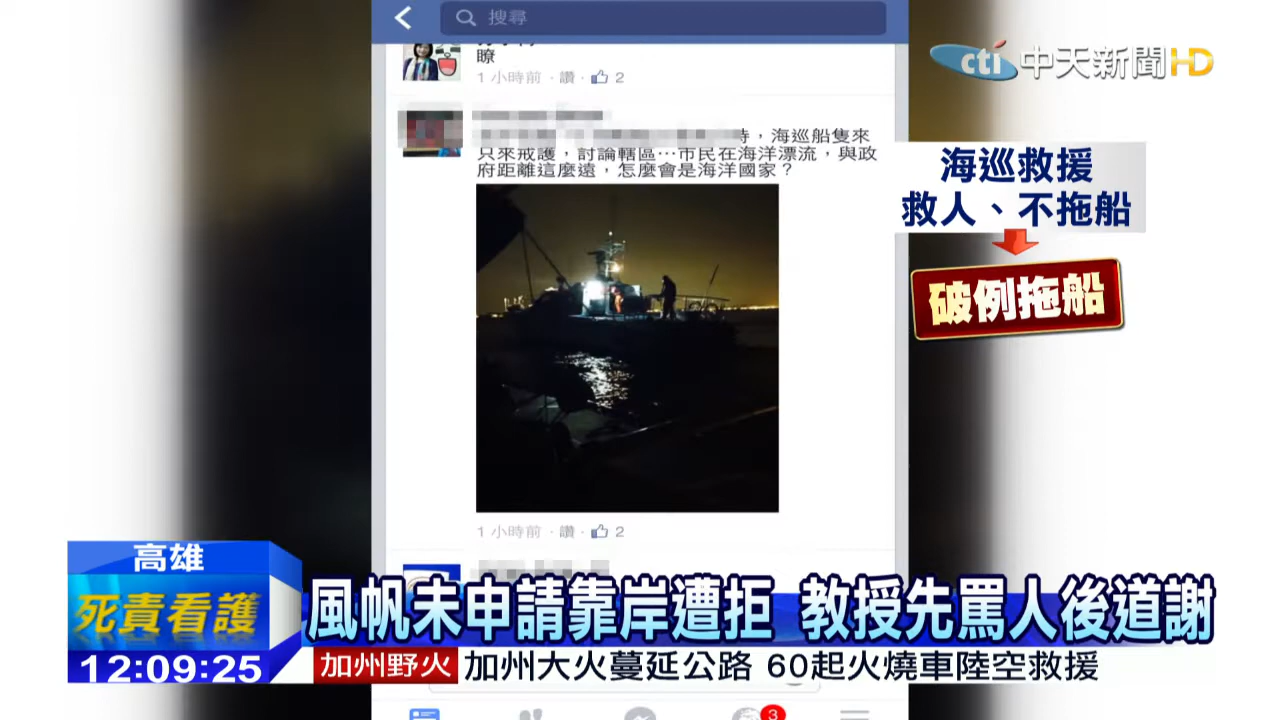 搜尋
cti 中天新聞HD
瞭
1 小時前 · 讚 · 2
時，海巡船隻來
只來戒護，討論轄區…市民在海洋漂流，與政
府距離這麼遠，怎麼會是海洋國家？
海巡救援
救人、不拖船
破例拖船
1 小時前 · 讚 · 2
高雄
死責看護
風帆未申請靠岸遭拒 教授先罵人後道謝
12:09:25
加州野火 加州大火蔓延公路 60起火燒車陸空救援
3